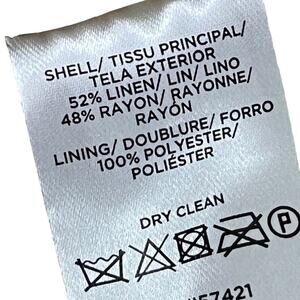 SHELL/ TISSU PRINCIPAL/
TELA EXTERIOR
52% LINEN/ LIN/ LINO
48% RAYON/ RAYONNE/
RAYÓN
LINING/ DOUBLURE/ FORRO
100% POLYESTER/
POLIÉSTER
DRY CLEAN
P
57421